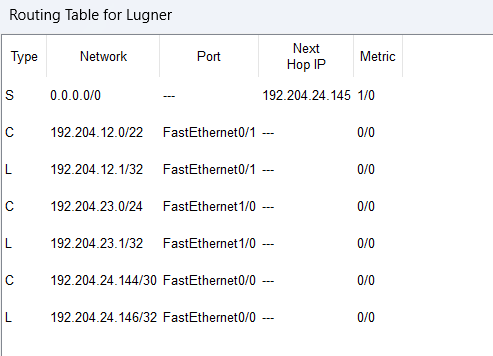 Routing Table for Lugner
Type Network Port Next Hop IP Metric
S 0.0.0.0/0 --- 192.204.24.145 1/0
C 192.204.12.0/22 FastEthernet0/1 --- 0/0
L 192.204.12.1/32 FastEthernet0/1 --- 0/0
C 192.204.23.0/24 FastEthernet1/0 --- 0/0
L 192.204.23.1/32 FastEthernet1/0 --- 0/0
C 192.204.24.144/30 FastEthernet0/0 --- 0/0
L 192.204.24.146/32 FastEthernet0/0 --- 0/0